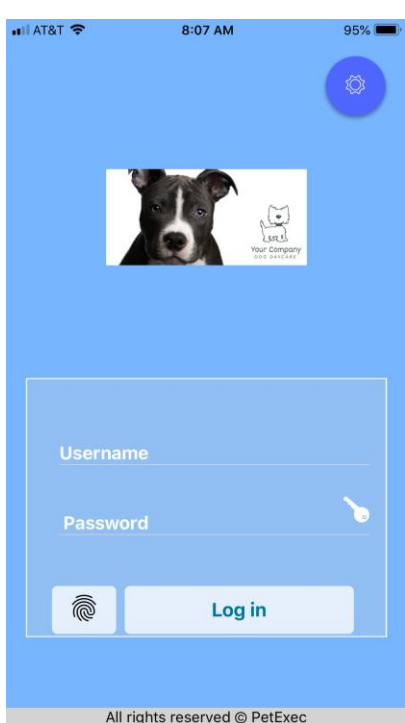 AT&T 8:07 AM 95%
Your Company
DOG DAYCARE
Username
Password
Log in
All rights reserved © PetExec